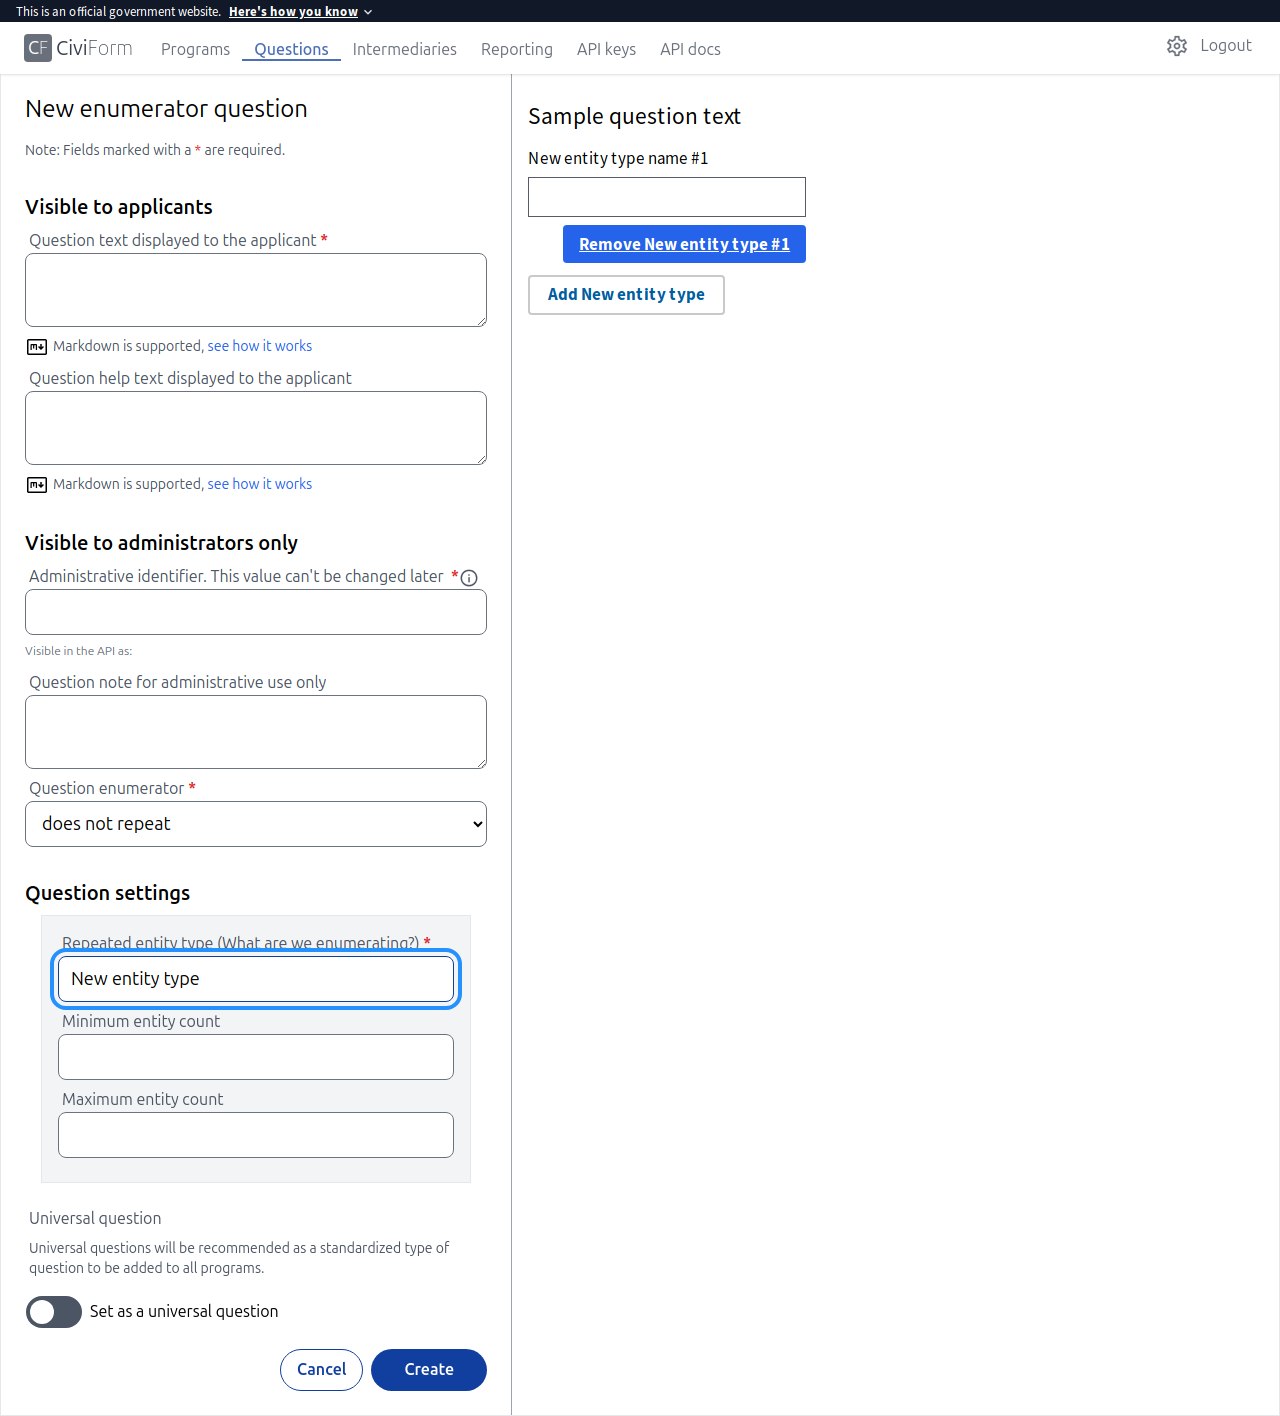 This is an official government website. Here's how you know
CF CiviForm Programs Questions Intermediaries Reporting API keys API docs Logout
New enumerator question
Note: Fields marked with a * are required.
Visible to applicants
Question text displayed to the applicant *
Markdown is supported, see how it works
Question help text displayed to the applicant
Markdown is supported, see how it works
Visible to administrators only
Administrative identifier. This value can't be changed later *
Visible in the API as:
Question note for administrative use only
Question enumerator *
does not repeat
Question settings
Repeated entity type (What are we enumerating?) *
New entity type
Minimum entity count
Maximum entity count
Universal question
Universal questions will be recommended as a standardized type of
question to be added to all programs.
Set as a universal question
Cancel Create
Sample question text
New entity type name #1
Remove New entity type #1
Add New entity type